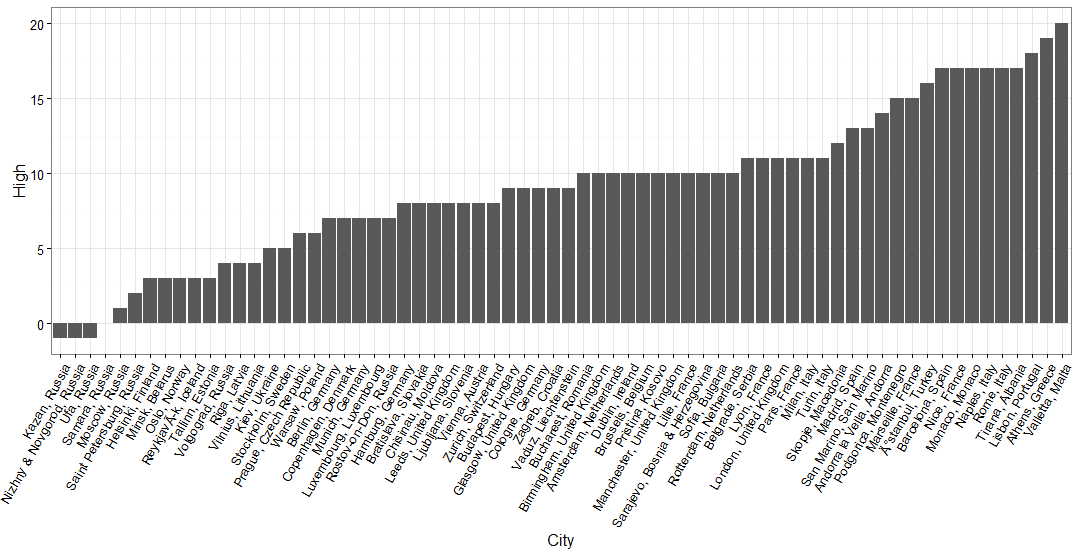 High
20
15
10
5
0
Kazan, Russia
Nizhny & Novgorod, Russia
Ufa, Russia
Samara, Russia
Moscow, Russia
Saint Petersburg, Russia
Helsinki, Finland
Minsk, Belarus
Oslo, Norway
ReykjavÃ-k, Iceland
Tallinn, Estonia
Volgograd, Russia
Riga, Latvia
Vilnius, Lithuania
Kiev, Ukraine
Stockholm, Sweden
Prague, Czech Republic
Warsaw, Poland
Berlin, Germany
Copenhagen, Denmark
Munich, Germany
Luxembourg, Luxembourg
Rostov-on-Don, Russia
Hamburg, Germany
Bratislava, Slovakia
Chisinau, Moldova
Leeds, United Kingdom
Ljubljana, Slovenia
Vienna, Austria
Zurich, Switzerland
Budapest, Hungary
Glasgow, United Kingdom
Cologne, Germany
Zagreb, Croatia
Vaduz, Liechtenstein
Bucharest, Romania
Birmingham, United Kingdom
Amsterdam, Netherlands
Dublin, Ireland
Brussels, Belgium
Pristina, Kosovo
Manchester, United Kingdom
Lille, France
Sarajevo, Bosnia & Herzegovina
Sofia, Bulgaria
Rotterdam, Netherlands
Belgrade, Serbia
Lyon, France
London, United Kingdom
Paris, France
Milan, Italy
Turin, Italy
Skopje, Macedonia
Madrid, Spain
San Marino, San Marino
Andorra la Vella, Andorra
Podgorica, Montenegro
Marseille, France
Ä°stanbul, Turkey
Barcelona, Spain
Nice, France
Monaco, Monaco
Naples, Italy
Rome, Italy
Tirana, Albania
Lisbon, Portugal
Athens, Greece
Valletta, Malta
City